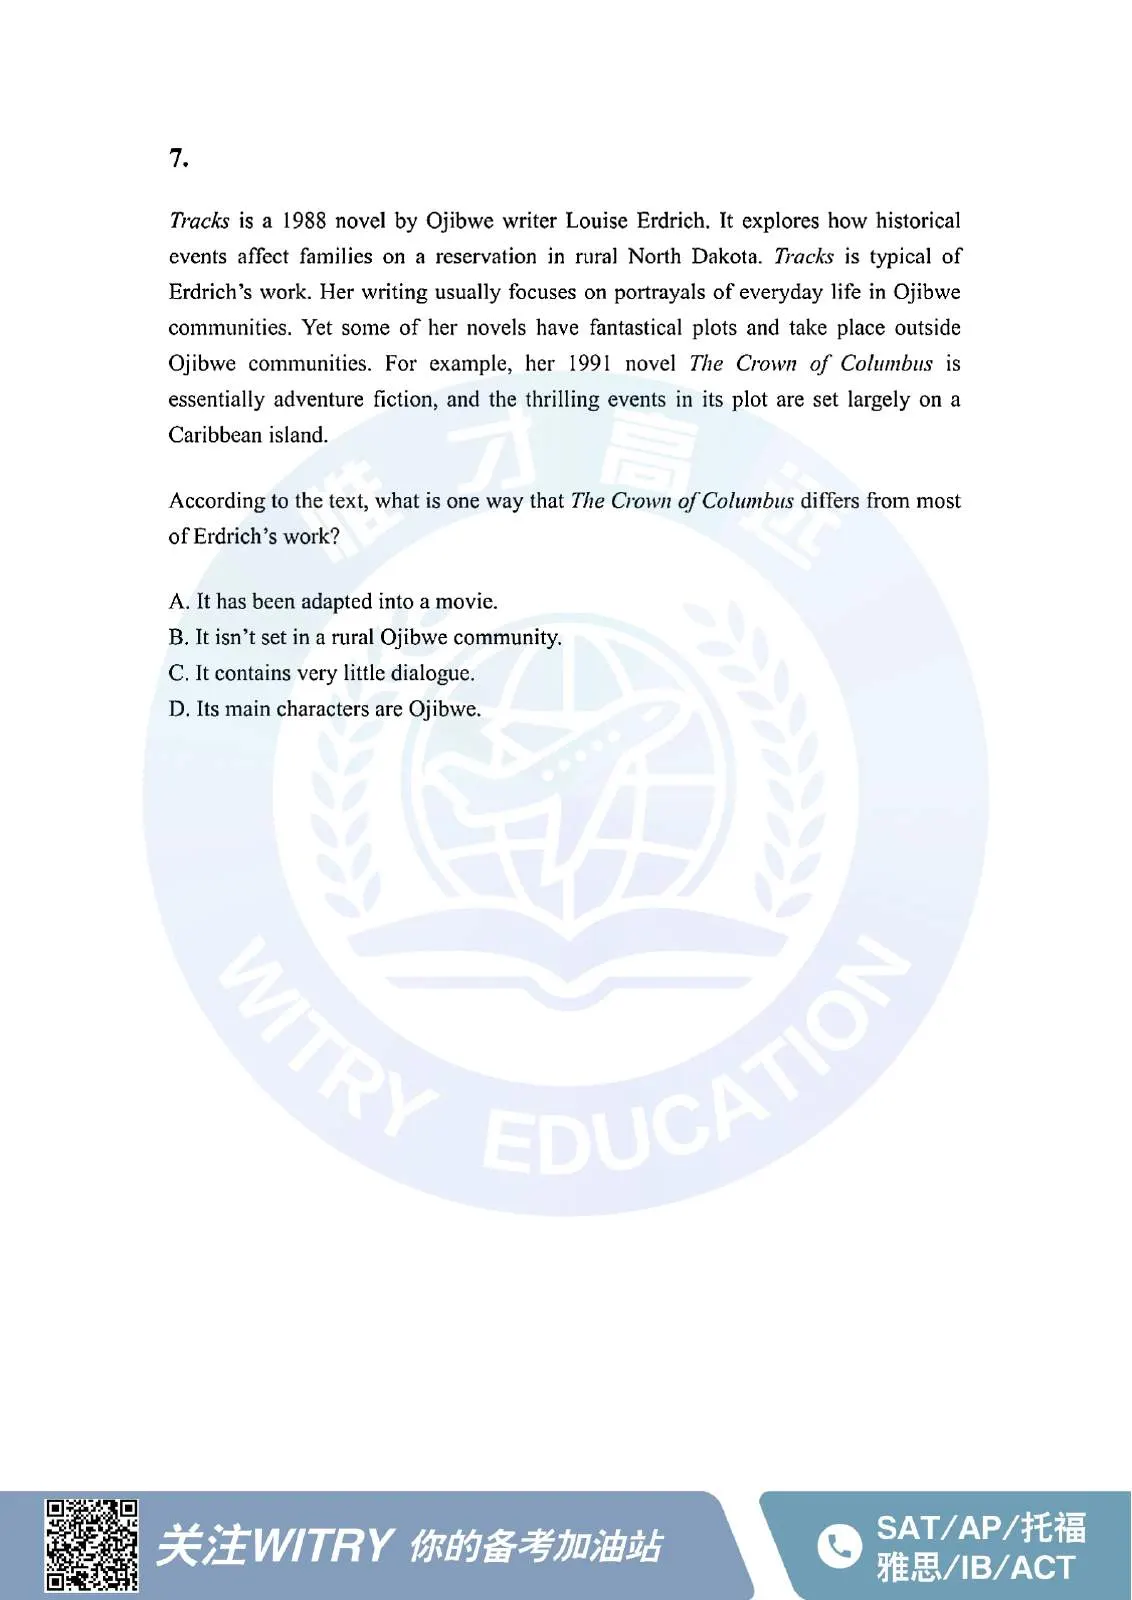 7.
Tracks is a 1988 novel by Ojibwe writer Louise Erdrich. It explores how historical
events affect families on a reservation in rural North Dakota. Tracks is typical of
Erdrich's work. Her writing usually focuses on portrayals of everyday life in Ojibwe
communities. Yet some of her novels have fantastical plots and take place outside
Ojibwe communities. For example, her 1991 novel The Crown of Columbus is
essentially adventure fiction, and the thrilling events in its plot are set largely on a
Caribbean island.
According to the text, what is one way that The Crown of Columbus differs from most
of Erdrich's work?
A. It has been adapted into a movie.
B. It isn't set in a rural Ojibwe community.
C. It contains very little dialogue.
D. Its main characters are Ojibwe.
惟才高远
WITRY EDUCATION
关注WITRY 你的备考加油站
SAT/AP/托福
雅思/IB/ACT